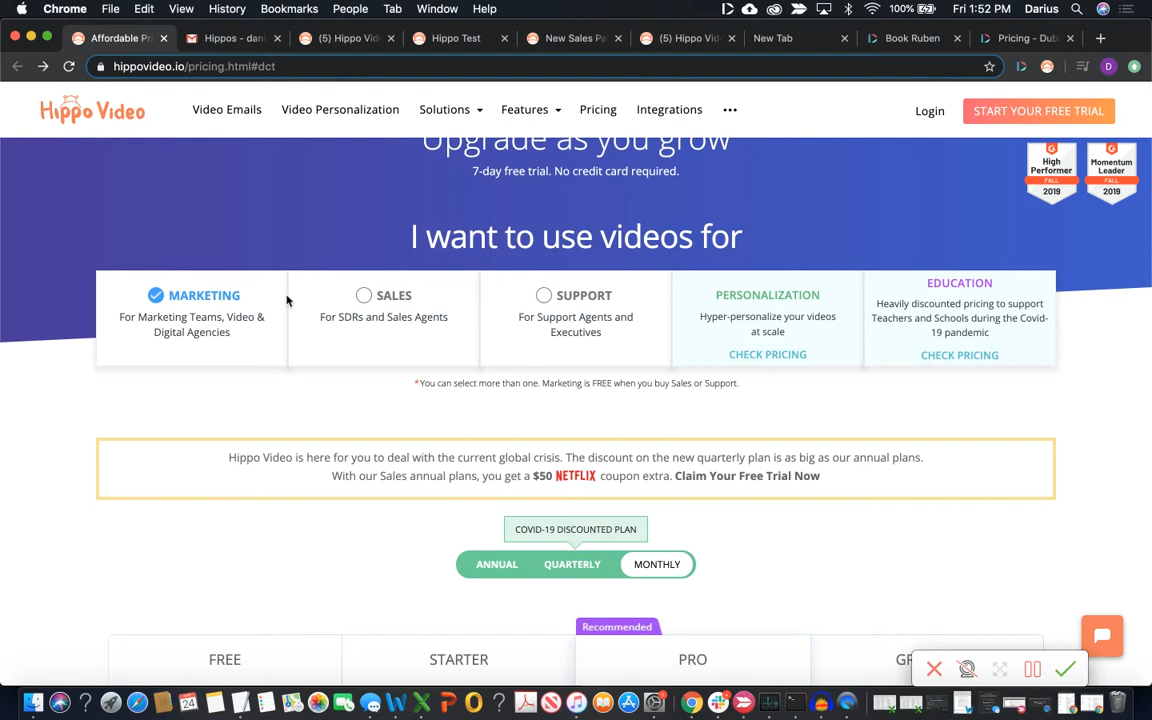 Chrome File Edit View History Bookmarks People Tab Window Help 100% Fri 1:52 PM Darius
Affordable Pri Hippos - dan (5) Hippo Vid Hippo Test New Sales Pa (5) Hippo Vid New Tab Book Ruben Pricing - Dub
hippovideo.io/pricing.html#dct D
Hippo Video Video Emails Video Personalization Solutions Features Pricing Integrations Login START YOUR FREE TRIAL
Upgrade as you grow
7-day free trial. No credit card required.
High Performer FALL 2019
Momentum Leader FALL 2019
I want to use videos for
MARKETING
For Marketing Teams, Video &
Digital Agencies
SALES
For SDRs and Sales Agents
SUPPORT
For Support Agents and
Executives
PERSONALIZATION
Hyper-personalize your videos
at scale
CHECK PRICING
EDUCATION
Heavily discounted pricing to support
Teachers and Schools during the Covid-
19 pandemic
CHECK PRICING
*You can select more than one. Marketing is FREE when you buy Sales or Support.
Hippo Video is here for you to deal with the current global crisis. The discount on the new quarterly plan is as big as our annual plans.
With our Sales annual plans, you get a $50 NETFLIX coupon extra. Claim Your Free Trial Now
COVID-19 DISCOUNTED PLAN
ANNUAL QUARTERLY MONTHLY
Recommended
FREE STARTER PRO